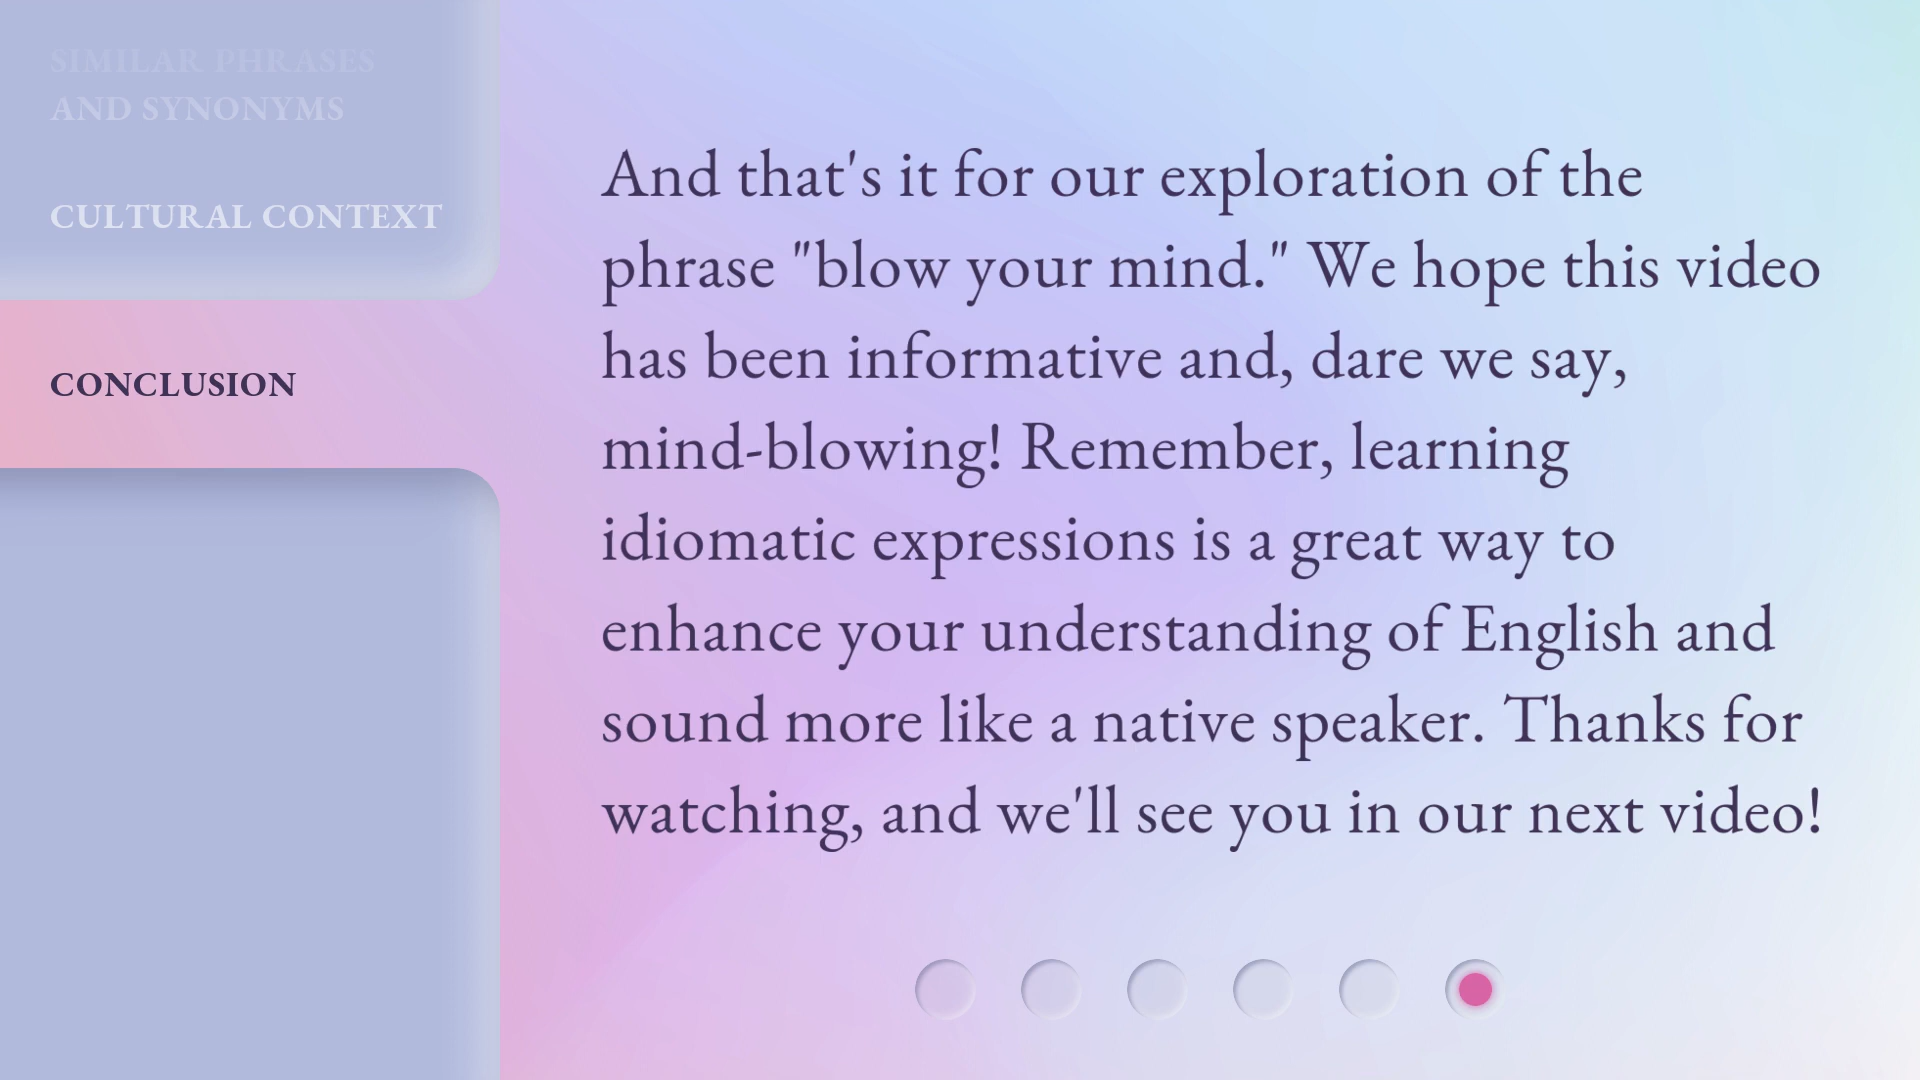 SIMILAR PHRASES
AND SYNONYMS
CULTURAL CONTEXT
CONCLUSION
And that's it for our exploration of the
phrase "blow your mind." We hope this video
has been informative and, dare we say,
mind-blowing! Remember, learning
idiomatic expressions is a great way to
enhance your understanding of English and
sound more like a native speaker. Thanks for
watching, and we'll see you in our next video!